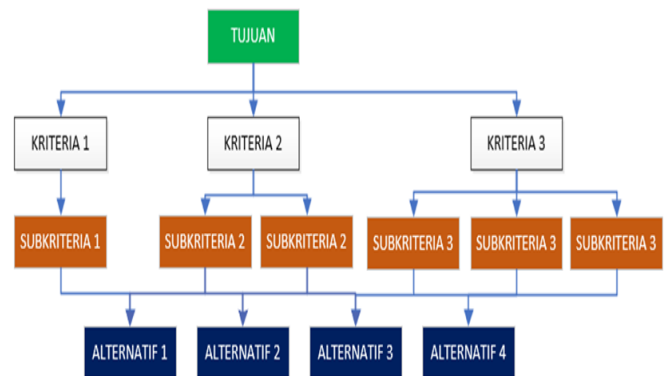 TUJUAN
KRITERIA 1
KRITERIA 2
KRITERIA 3
SUBKRITERIA 1
SUBKRITERIA 2
SUBKRITERIA 2
SUBKRITERIA 3
SUBKRITERIA 3
SUBKRITERIA 3
ALTERNATIF 1
ALTERNATIF 2
ALTERNATIF 3
ALTERNATIF 4